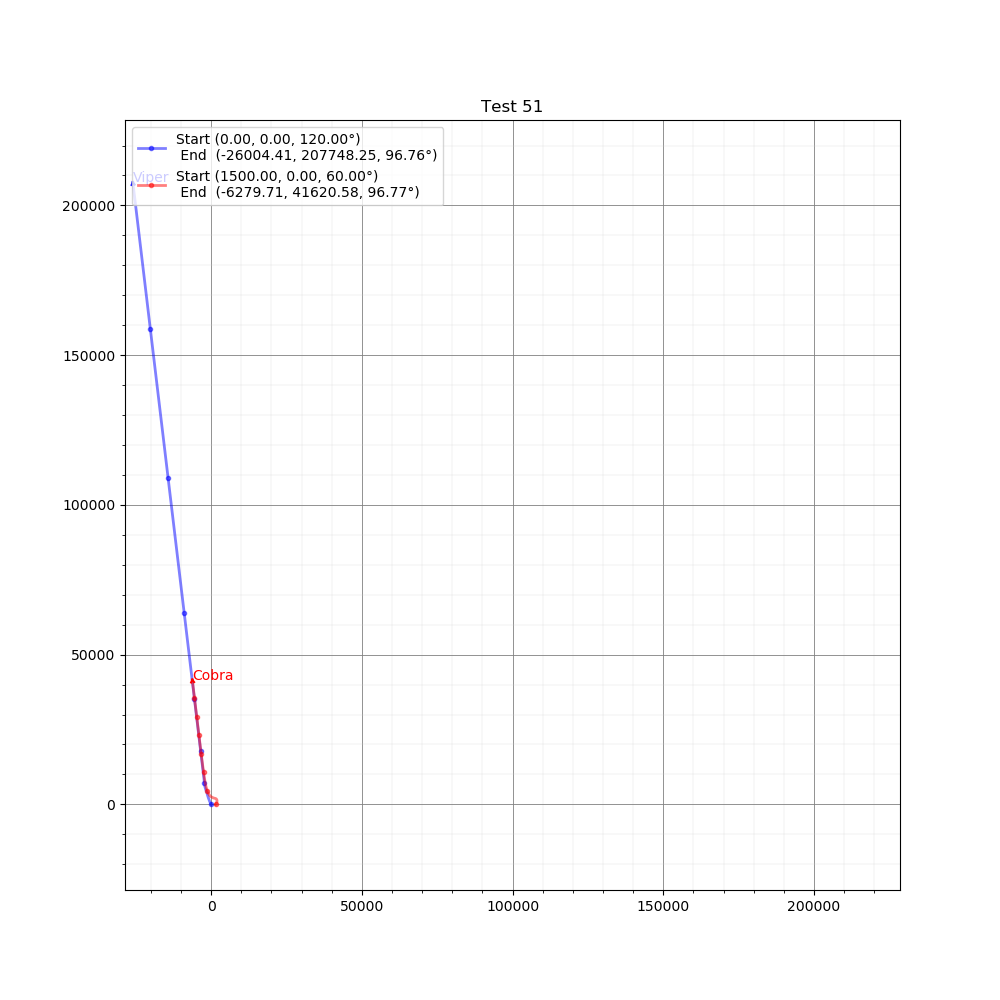 Test 51
Start (0.00, 0.00, 120.00°)
End (-26004.41, 207748.25, 96.76°)
Viper
Start (1500.00, 0.00, 60.00°)
End (-6279.71, 41620.58, 96.77°)
200000
150000
100000
50000
Cobra
0
0
50000
100000
150000
200000